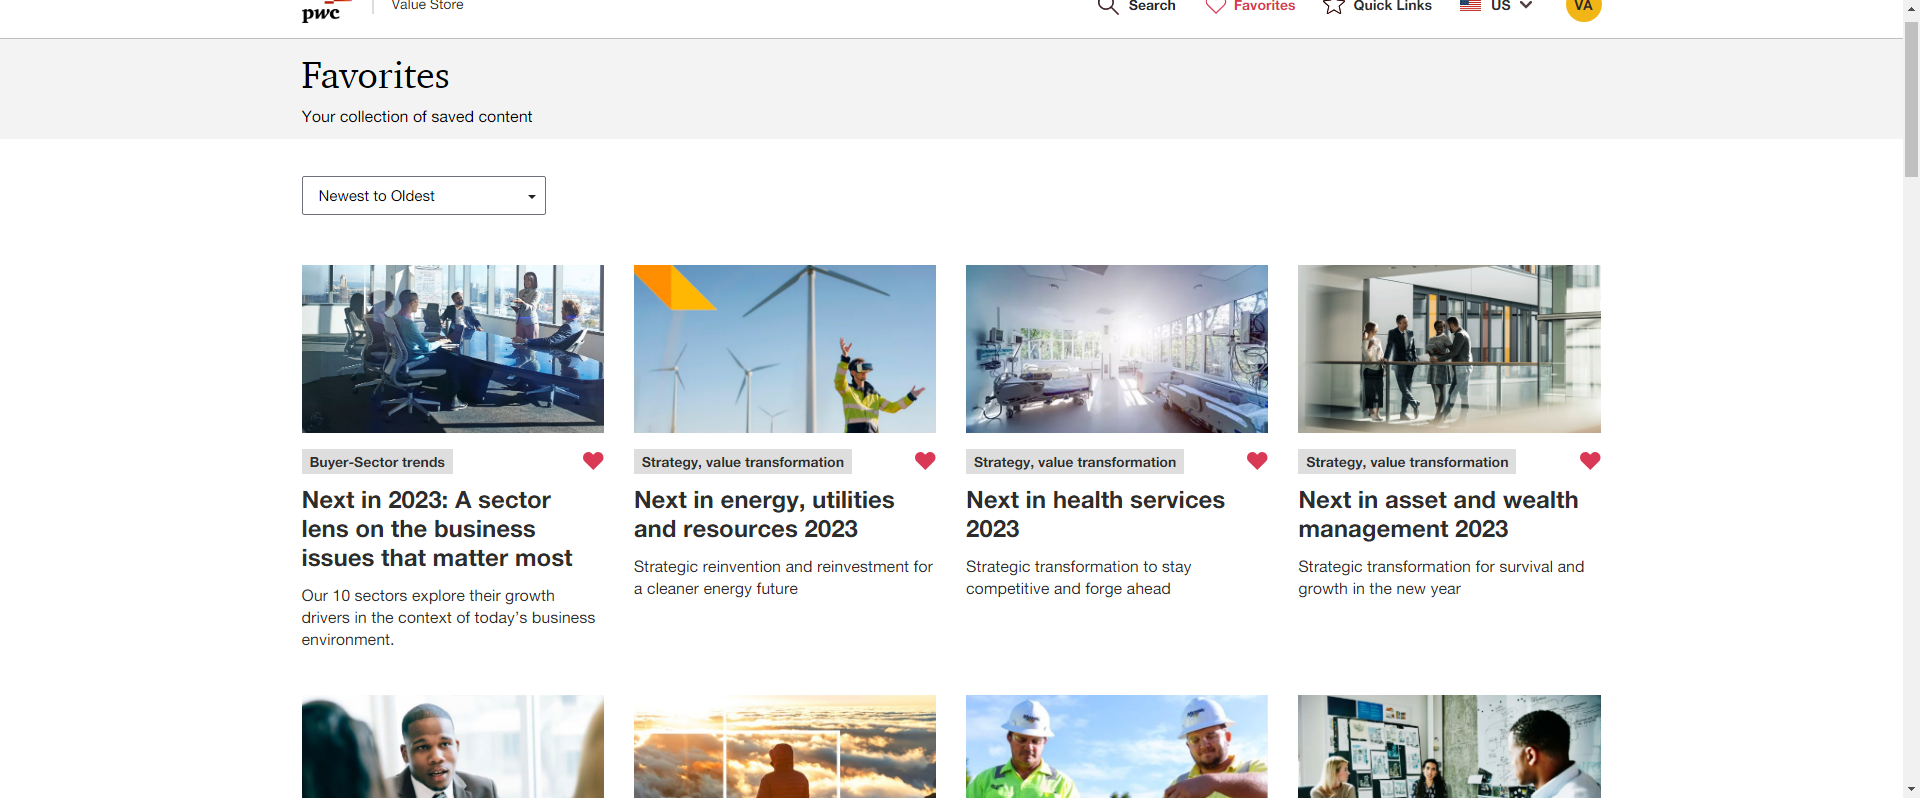 pwc
Value Store
Search
Favorites
Quick Links
US
VA
Favorites
Your collection of saved content
Newest to Oldest
Buyer-Sector trends
Next in 2023: A sector
lens on the business
issues that matter most
Our 10 sectors explore their growth
drivers in the context of today’s business
environment.
Strategy, value transformation
Next in energy, utilities
and resources 2023
Strategic reinvention and reinvestment for
a cleaner energy future
Strategy, value transformation
Next in health services
2023
Strategic transformation to stay
competitive and forge ahead
Strategy, value transformation
Next in asset and wealth
management 2023
Strategic transformation for survival and
growth in the new year